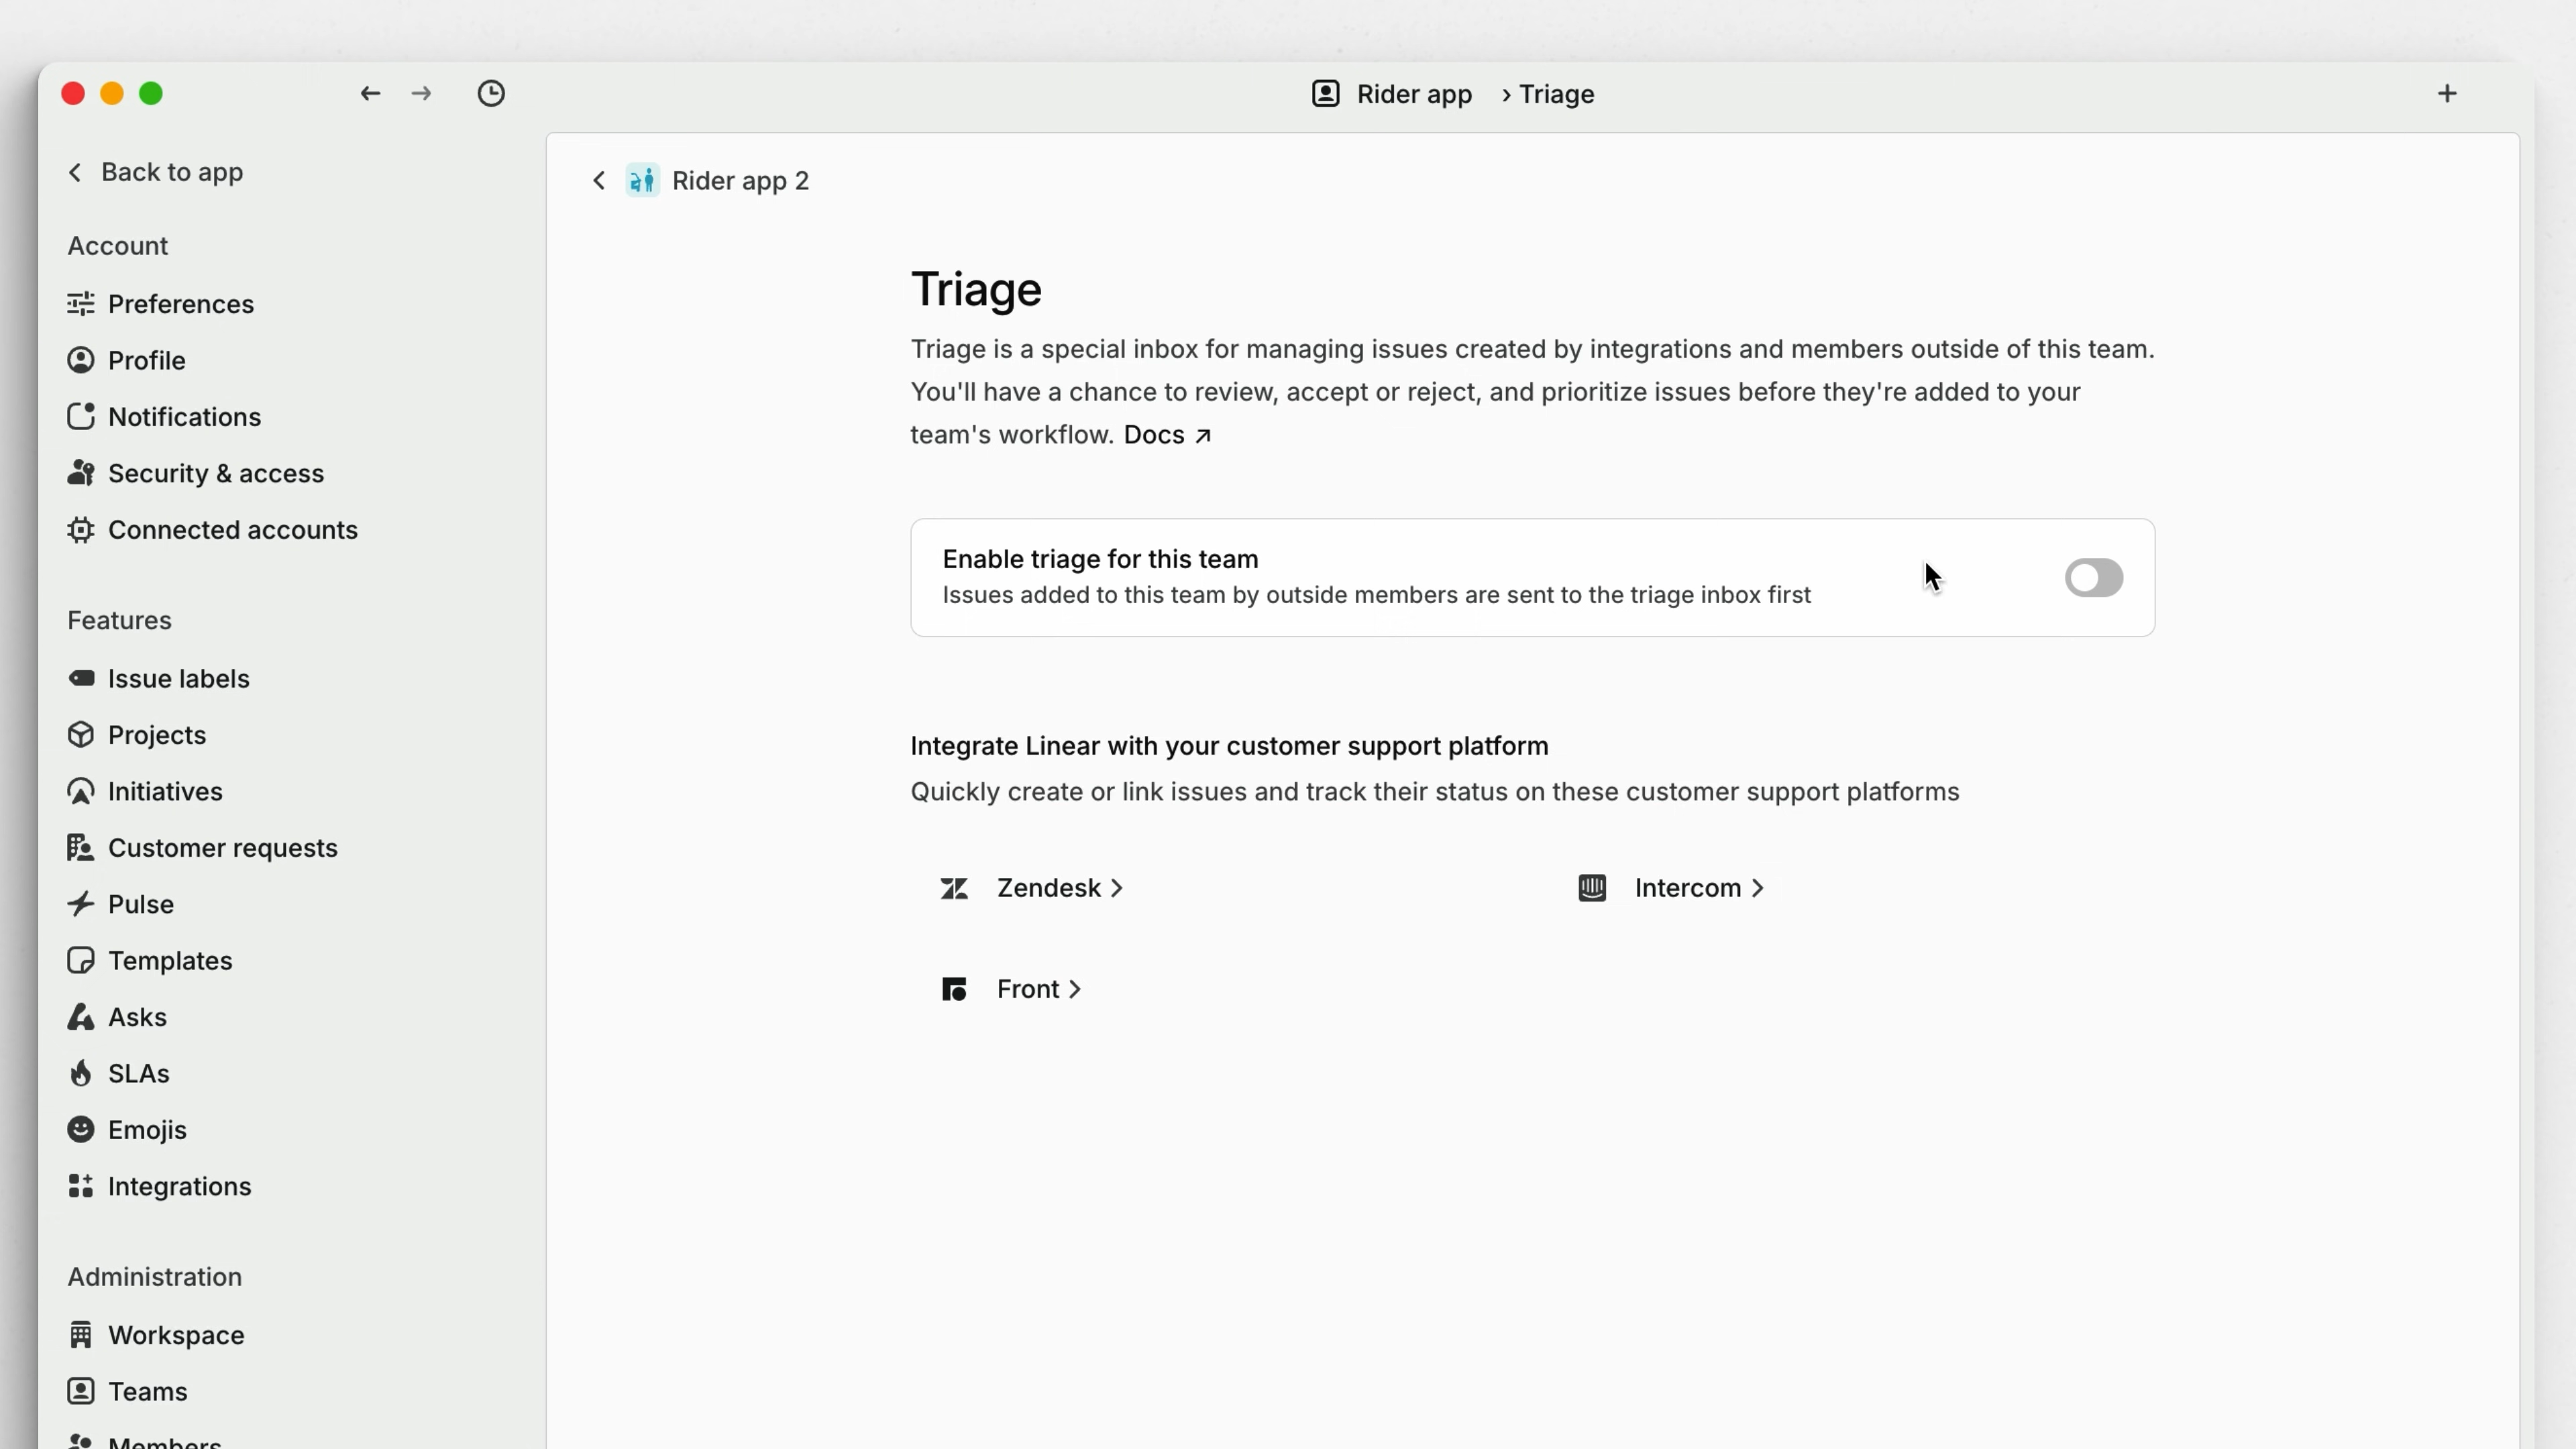 Rider app › Triage
Back to app
Account
Preferences
Profile
Notifications
Security & access
Connected accounts
Features
Issue labels
Projects
Initiatives
Customer requests
Pulse
Templates
Asks
SLAs
Emojis
Integrations
Administration
Workspace
Teams
Members
Rider app 2
Triage
Triage is a special inbox for managing issues created by integrations and members outside of this team.
You'll have a chance to review, accept or reject, and prioritize issues before they're added to your
team's workflow. Docs ↗
Enable triage for this team
Issues added to this team by outside members are sent to the triage inbox first
Integrate Linear with your customer support platform
Quickly create or link issues and track their status on these customer support platforms
Zendesk
Intercom
Front